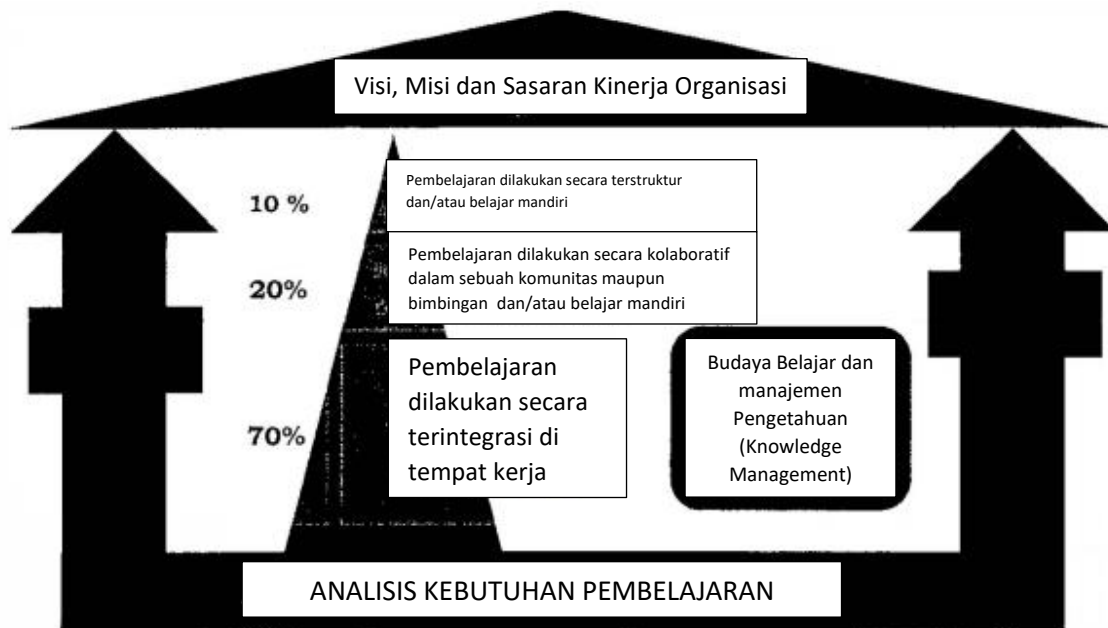 Visi, Misi dan Sasaran Kinerja Organisasi
10 %
Pembelajaran dilakukan secara terstruktur
dan/atau belajar mandiri
20%
Pembelajaran dilakukan secara kolaboratif
dalam sebuah komunitas maupun
bimbingan dan/atau belajar mandiri
70%
Pembelajaran
dilakukan secara
terintegrasi di
tempat kerja
Budaya Belajar dan
manajemen
Pengetahuan
(Knowledge
Management)
ANALISIS KEBUTUHAN PEMBELAJARAN